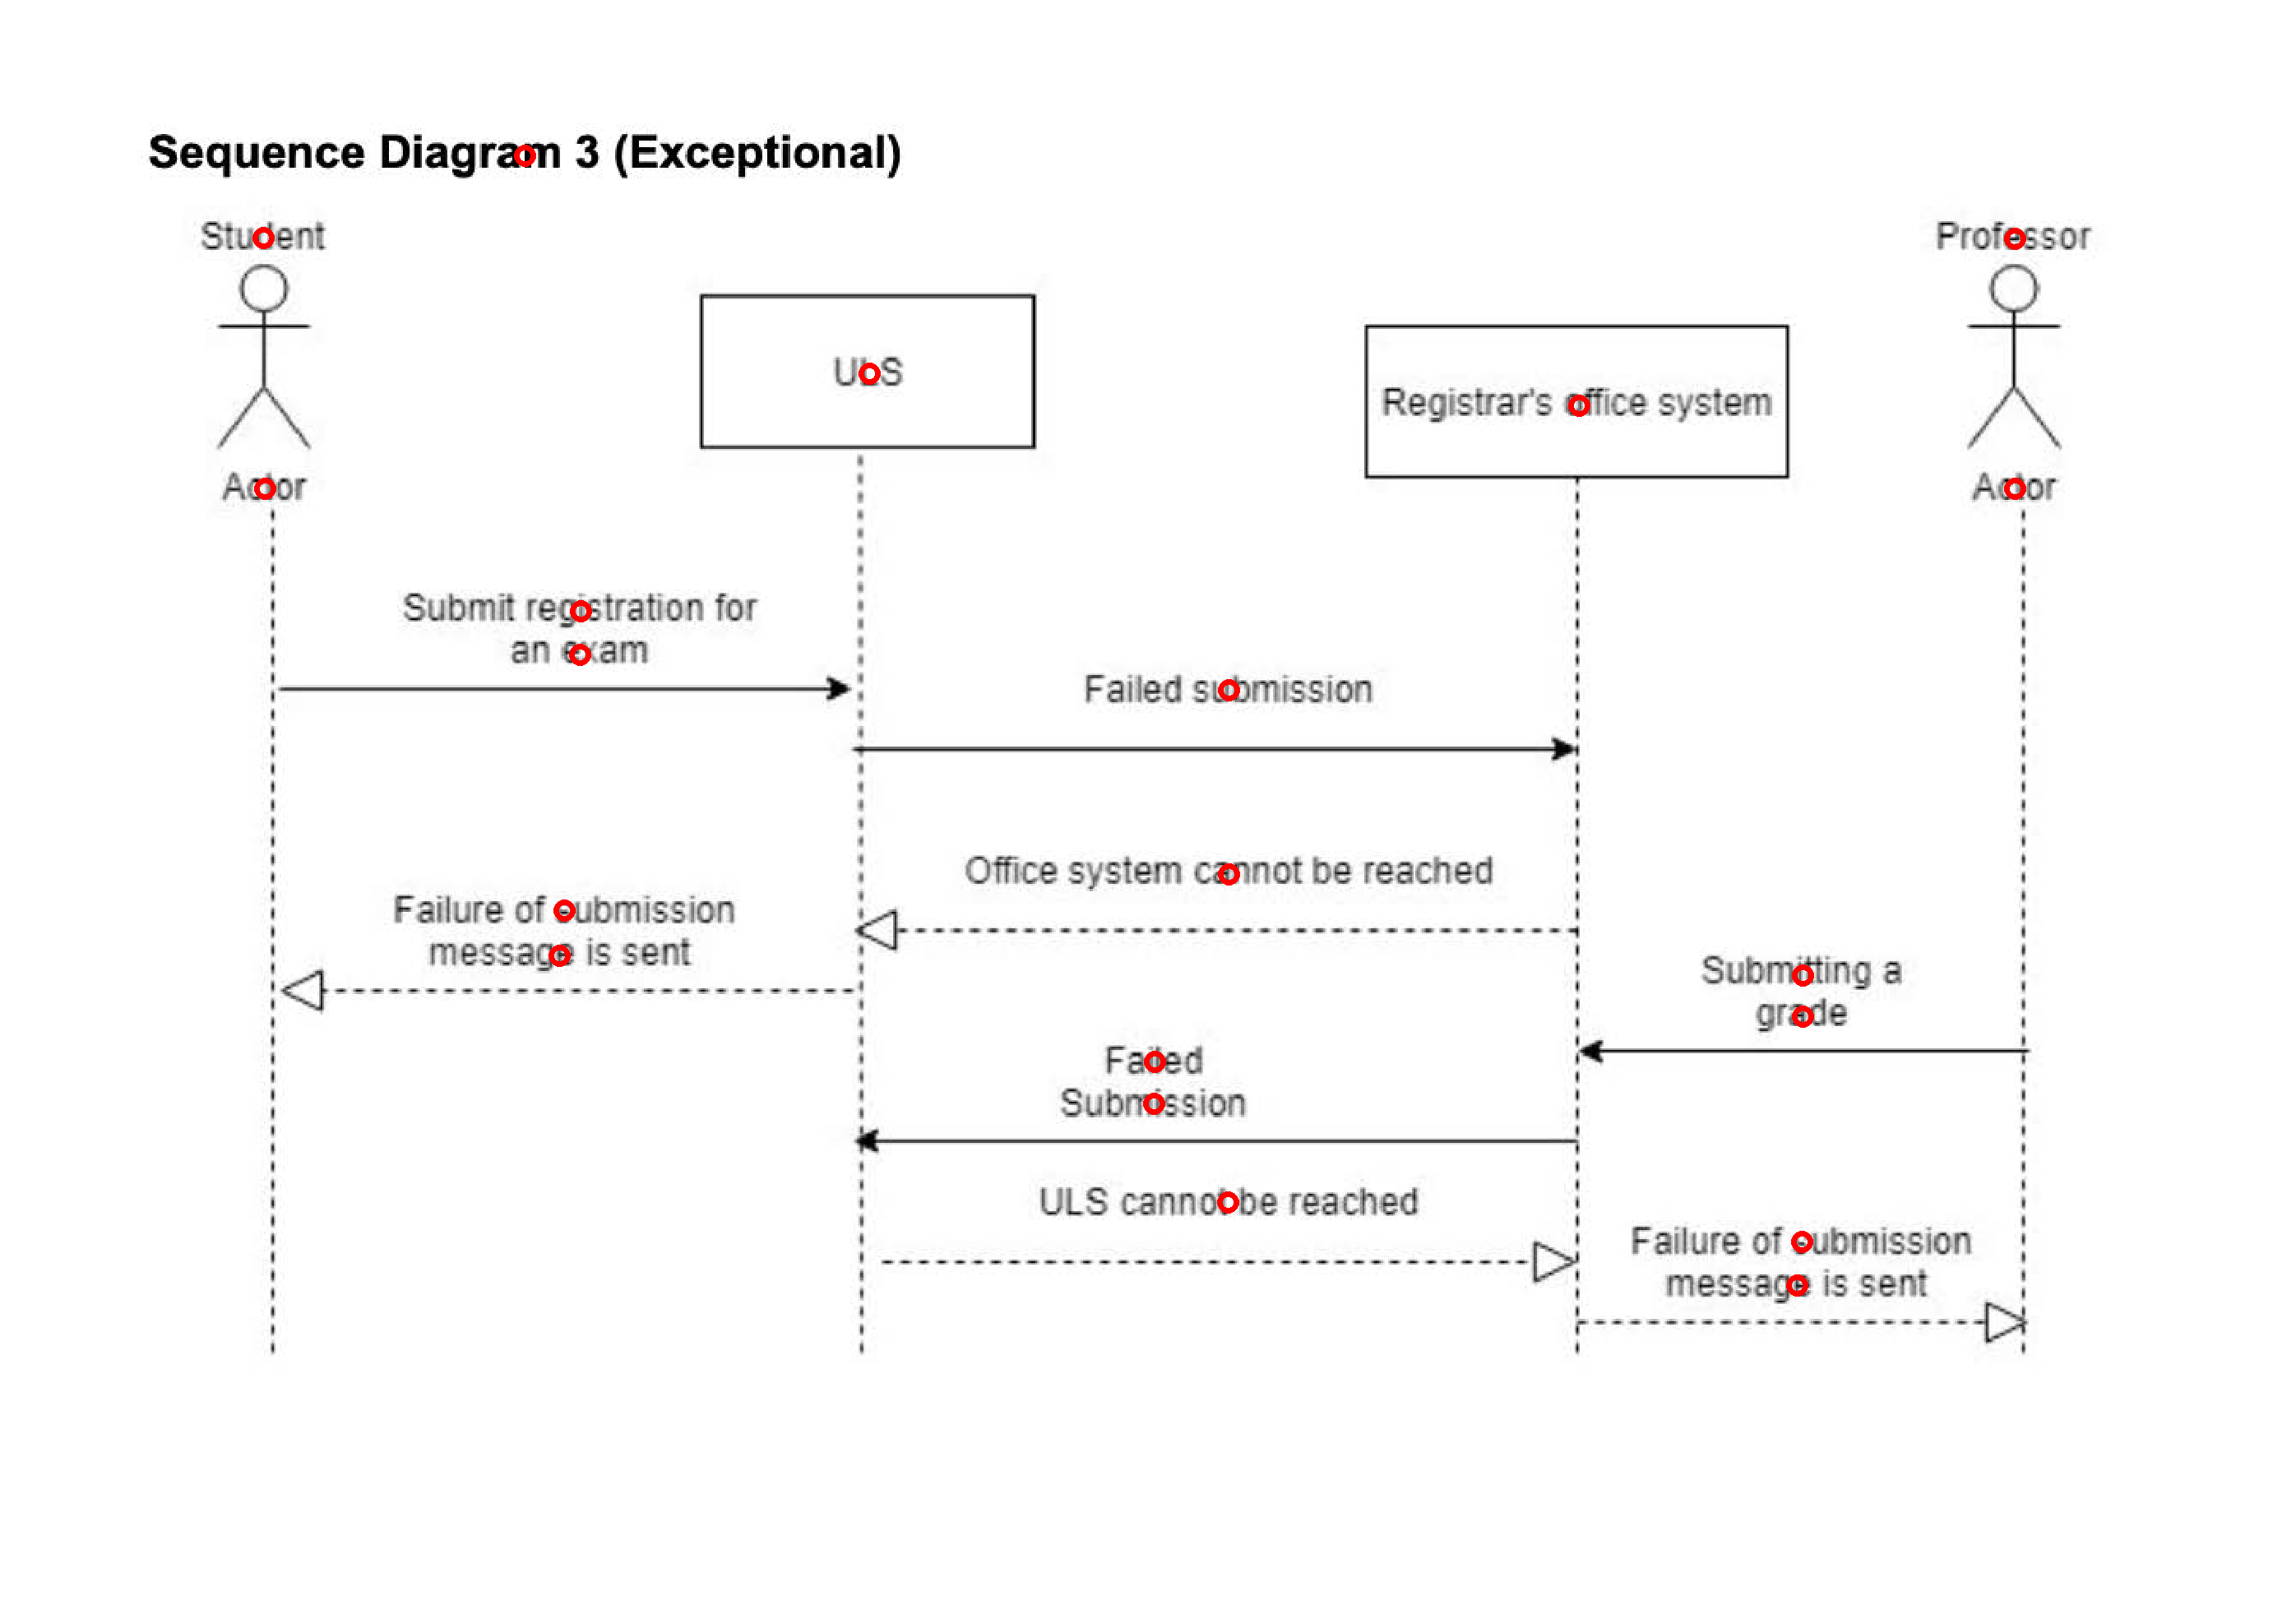 Sequence Diagram 3 (Exceptional)
Student
Professor
ULS
Registrar's office system
Actor
Actor
Submit registration for
an exam
Failed submission
Office system cannot be reached
Failure of submission
message is sent
Submitting a
grade
Failed
Submission
ULS cannot be reached
Failure of submission
message is sent